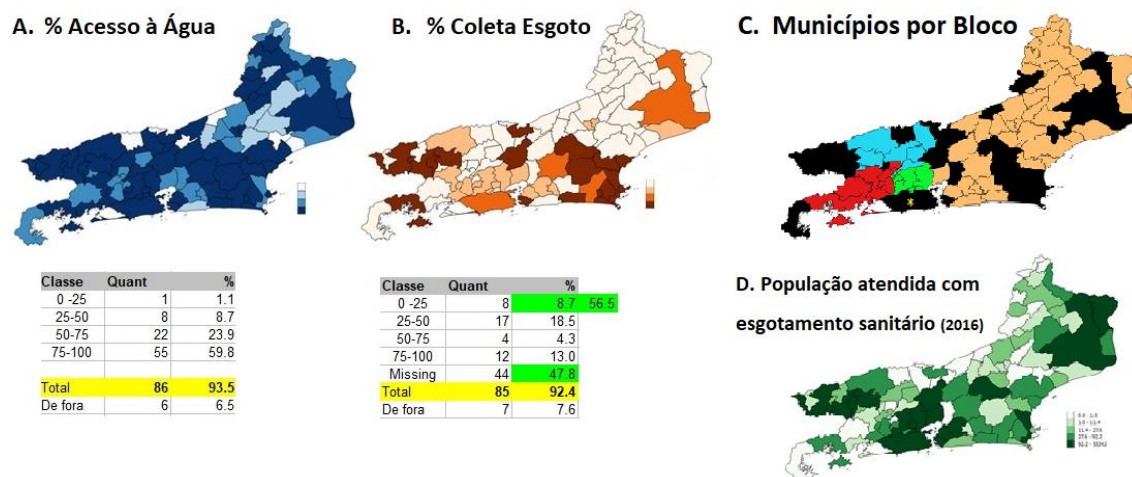 A. % Acesso à Água
B. % Coleta Esgoto
C. Municípios por Bloco
*
Classe Quant %
0 -25 1 1.1
25-50 8 8.7
50-75 22 23.9
75-100 55 59.8
Total 86 93.5
De fora 6 6.5
Classe Quant %
0 -25 8 8.7 56.5
25-50 17 18.5
50-75 4 4.3
75-100 12 13.0
Missing 44 47.8
Total 85 92.4
De fora 7 7.6
D. População atendida com
esgotamento sanitário (2016)